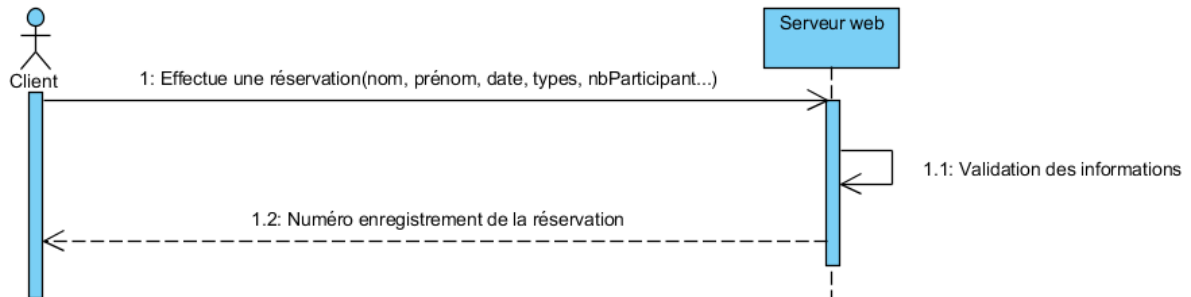 Serveur web
Client
1: Effectue une réservation(nom, prénom, date, types, nbParticipant...)
1.1: Validation des informations
1.2: Numéro enregistrement de la réservation